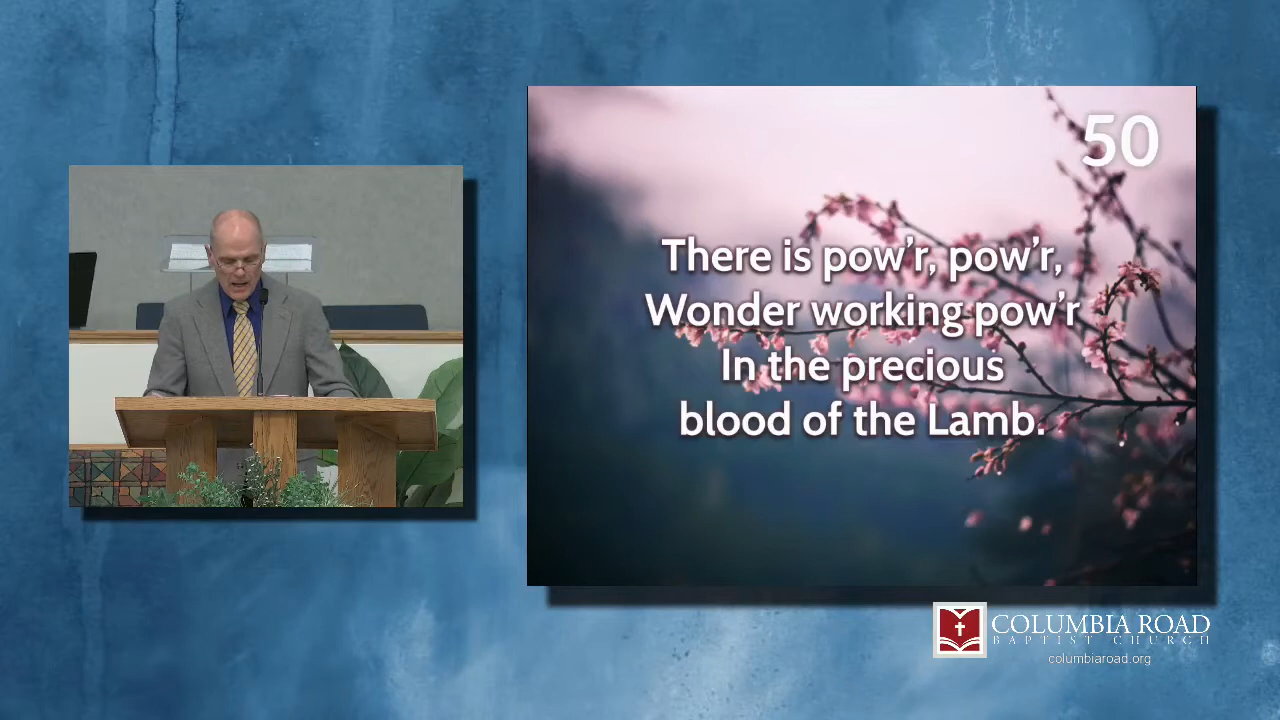 50
There is pow'r, pow'r,
Wonder working pow'r
In the precious
blood of the Lamb.
COLUMBIA ROAD
BAPTIST CHURCH
columbiaroad.org